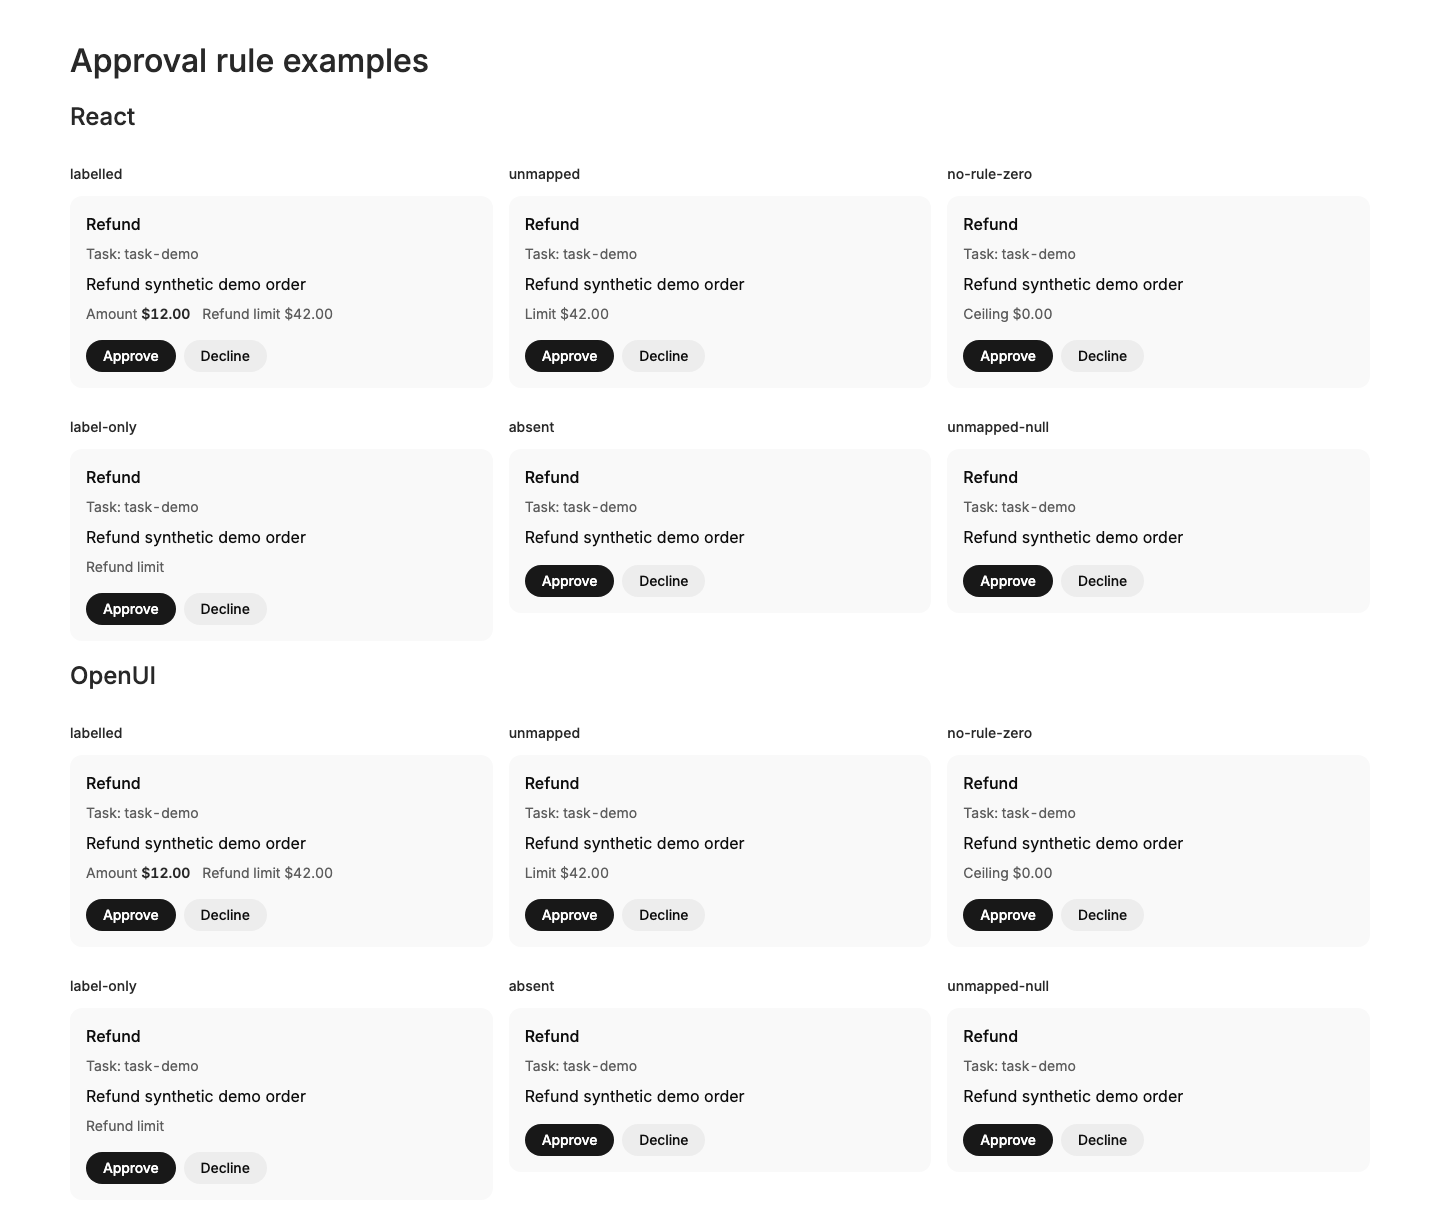 Approval rule examples
React
labelled
Refund
Task: task-demo
Refund synthetic demo order
Amount $12.00 Refund limit $42.00
Approve Decline
unmapped
Refund
Task: task-demo
Refund synthetic demo order
Limit $42.00
Approve Decline
no-rule-zero
Refund
Task: task-demo
Refund synthetic demo order
Ceiling $0.00
Approve Decline
label-only
Refund
Task: task-demo
Refund synthetic demo order
Refund limit
Approve Decline
absent
Refund
Task: task-demo
Refund synthetic demo order
Approve Decline
unmapped-null
Refund
Task: task-demo
Refund synthetic demo order
Approve Decline
OpenUI
labelled
Refund
Task: task-demo
Refund synthetic demo order
Amount $12.00 Refund limit $42.00
Approve Decline
unmapped
Refund
Task: task-demo
Refund synthetic demo order
Limit $42.00
Approve Decline
no-rule-zero
Refund
Task: task-demo
Refund synthetic demo order
Ceiling $0.00
Approve Decline
label-only
Refund
Task: task-demo
Refund synthetic demo order
Refund limit
Approve Decline
absent
Refund
Task: task-demo
Refund synthetic demo order
Approve Decline
unmapped-null
Refund
Task: task-demo
Refund synthetic demo order
Approve Decline